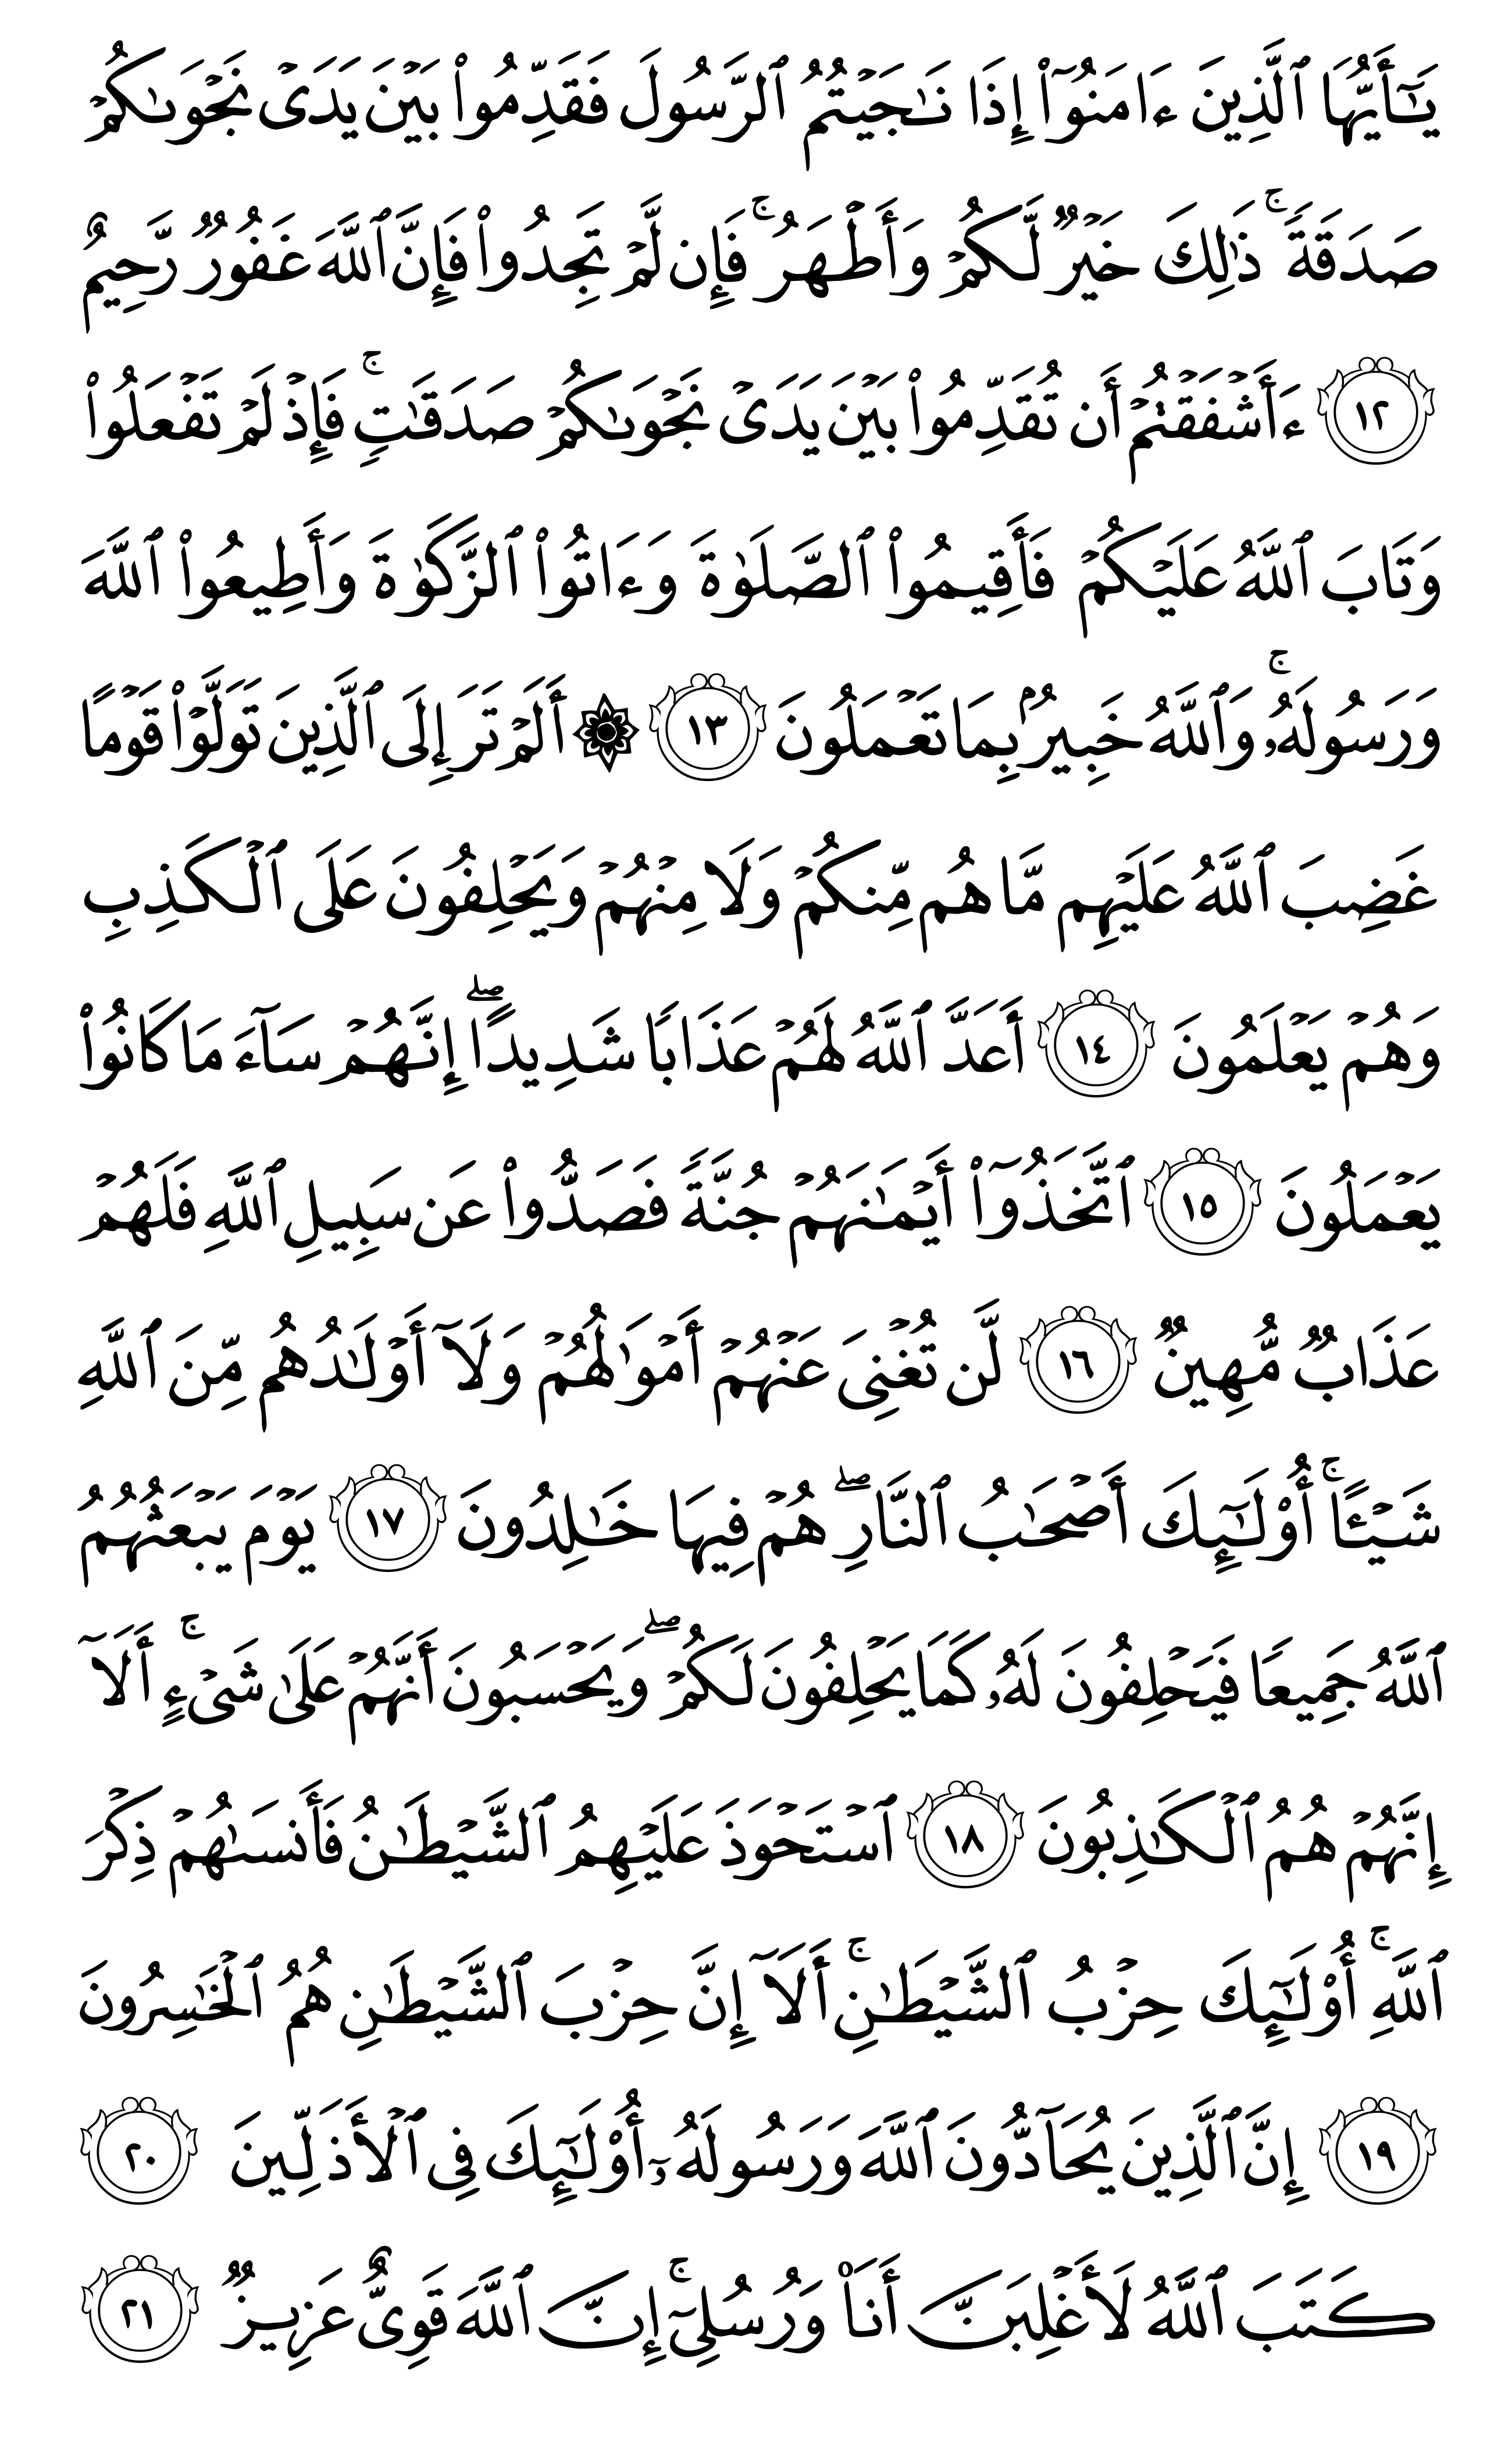 يَـٰٓأَيُّهَا ٱلَّذِينَ ءَامَنُوٓا۟ إِذَا نَـٰجَيْتُمُ ٱلرَّسُولَ فَقَدِّمُوا۟ بَيْنَ يَدَىْ نَجْوَىٰكُمْ
صَدَقَةًۭ ۚ ذَٰلِكَ خَيْرٌۭ لَّكُمْ وَأَطْهَرُ ۚ فَإِن لَّمْ تَجِدُوا۟ فَإِنَّ ٱللَّهَ غَفُورٌۭ رَّحِيمٌ
١٢ ءَأَشْفَقْتُمْ أَن تُقَدِّمُوا۟ بَيْنَ يَدَىْ نَجْوَىٰكُمْ صَدَقَـٰتٍۢ ۚ فَإِذْ لَمْ تَفْعَلُوا۟
وَتَابَ ٱللَّهُ عَلَيْكُمْ فَأَقِيمُوا۟ ٱلصَّلَوٰةَ وَءَاتُوا۟ ٱلزَّكَوٰةَ وَأَطِيعُوا۟ ٱللَّهَ
وَرَسُولَهُۥ ۚ وَٱللَّهُ خَبِيرٌۢ بِمَا تَعْمَلُونَ ١٣ ۞ أَلَمْ تَرَ إِلَى ٱلَّذِينَ تَوَلَّوْا۟ قَوْمًا
غَضِبَ ٱللَّهُ عَلَيْهِم مَّا هُم مِّنكُمْ وَلَا مِنْهُمْ وَيَحْلِفُونَ عَلَى ٱلْكَذِبِ
وَهُمْ يَعْلَمُونَ ١٤ أَعَدَّ ٱللَّهُ لَهُمْ عَذَابًۭا شَدِيدًا ۖ إِنَّهُمْ سَآءَ مَا كَانُوا۟
يَعْمَلُونَ ١٥ ٱتَّخَذُوٓا۟ أَيْمَـٰنَهُمْ جُنَّةًۭ فَصَدُّوا۟ عَن سَبِيلِ ٱللَّهِ فَلَهُمْ
عَذَابٌۭ مُّهِينٌۭ ١٦ لَّن تُغْنِىَ عَنْهُمْ أَمْوَٰلُهُمْ وَلَآ أَوْلَـٰدُهُم مِّنَ ٱللَّهِ
شَيْـًٔا ۚ أُو۟لَـٰٓئِكَ أَصْحَـٰبُ ٱلنَّارِ ۖ هُمْ فِيهَا خَـٰلِدُونَ ١٧ يَوْمَ يَبْعَثُهُمُ
ٱللَّهُ جَمِيعًۭا فَيَحْلِفُونَ لَهُۥ كَمَا يَحْلِفُونَ لَكُمْ ۖ وَيَحْسَبُونَ أَنَّهُمْ عَلَىٰ شَىْءٍ ۚ أَلَآ
إِنَّهُمْ هُمُ ٱلْكَـٰذِبُونَ ١٨ ٱسْتَحْوَذَ عَلَيْهِمُ ٱلشَّيْطَـٰنُ فَأَنسَىٰهُمْ ذِكْرَ
ٱللَّهِ ۚ أُو۟لَـٰٓئِكَ حِزْبُ ٱلشَّيْطَـٰنِ ۚ أَلَآ إِنَّ حِزْبَ ٱلشَّيْطَـٰنِ هُمُ ٱلْخَـٰسِرُونَ
١٩ إِنَّ ٱلَّذِينَ يُحَآدُّونَ ٱللَّهَ وَرَسُولَهُۥٓ أُو۟لَـٰٓئِكَ فِى ٱلْأَذَلِّينَ ٢٠
كَتَبَ ٱللَّهُ لَأَغْلِبَنَّ أَنَا۠ وَرُسُلِىٓ ۚ إِنَّ ٱللَّهَ قَوِىٌّ عَزِيزٌۭ ٢١